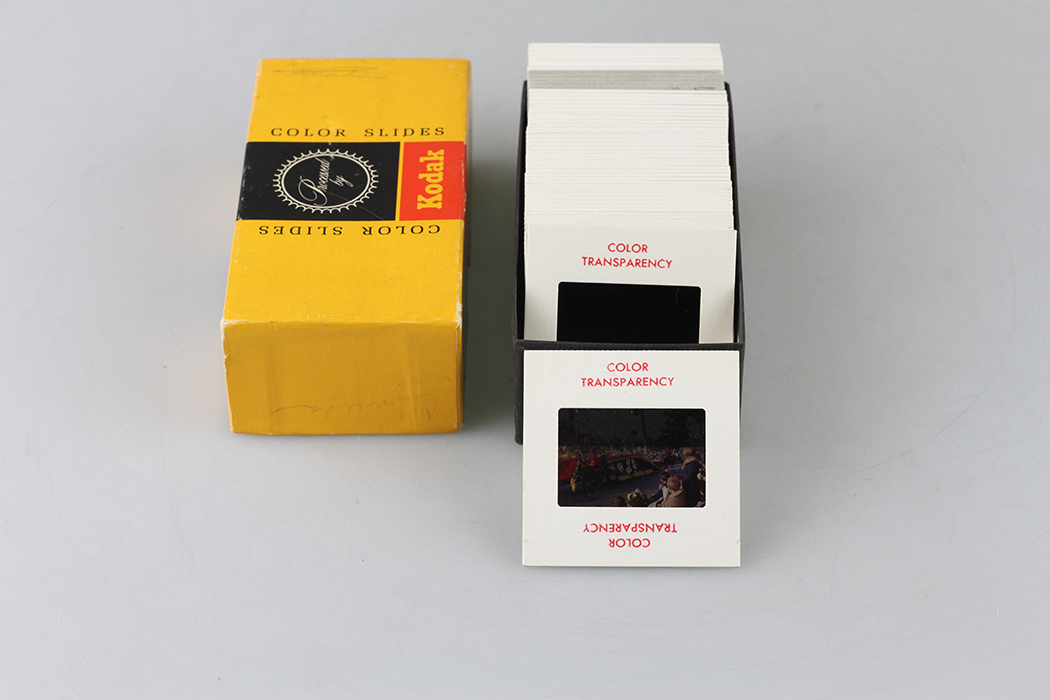 COLOR SLIDES
Processed
by
Kodak
COLOR SLIDES
COLOR
TRANSPARENCY
COLOR
TRANSPARENCY
COLOR
TRANSPARENCY